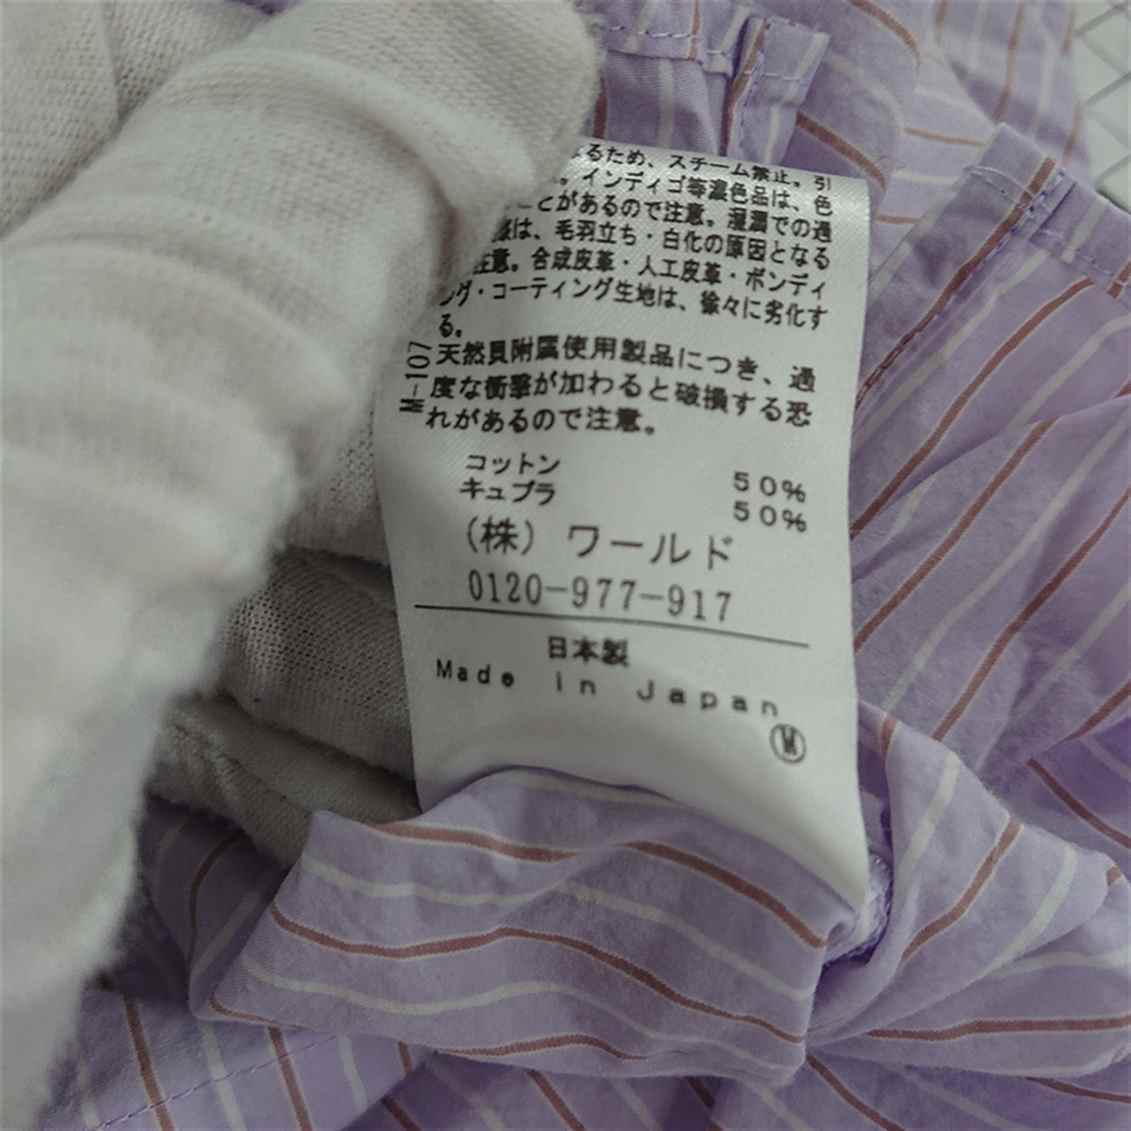 るため、スチーム禁止。引
。インディゴ等濃色品は、色
ことがあるので注意。湿潤での過
擦は、毛羽立ち・白化の原因となる
注意。合成皮革・人工皮革・ボンディ
ング・コーティング生地は、徐々に劣化す
る。
M-107
天然貝附属使用製品につき、過
度な衝撃が加わると破損する恐
れがあるので注意。
コットン 50%
キュプラ 50%
(株) ワールド
0120-977-917
日本製
Made in Japan
Ⓦ